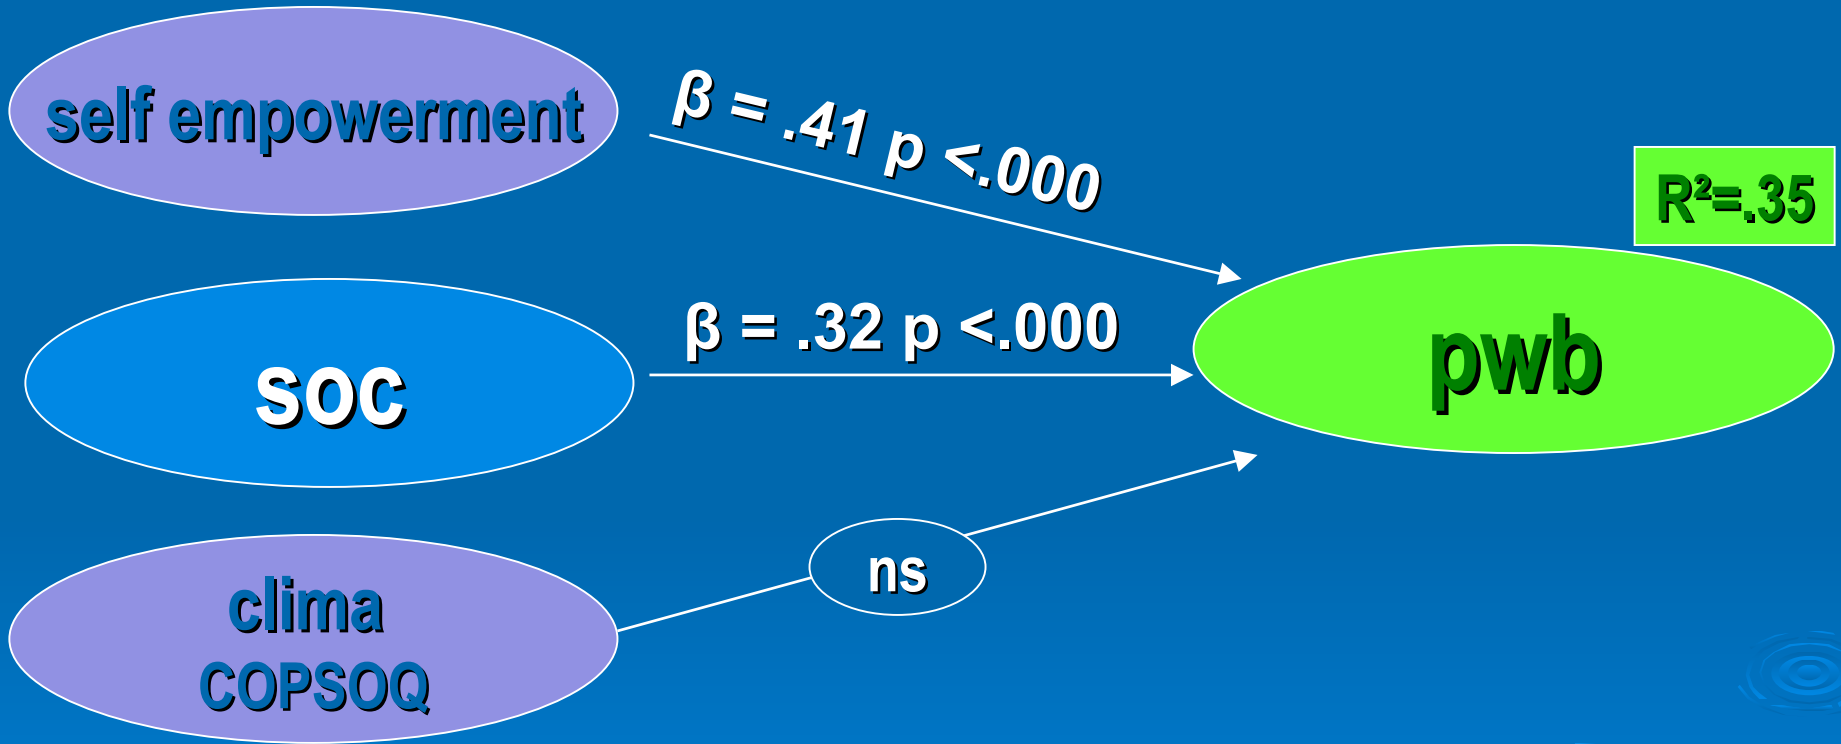 self empowerment
β = .41 p <.000
R²=.35
soc
β = .32 p <.000
pwb
ns
clima
COPSOQ